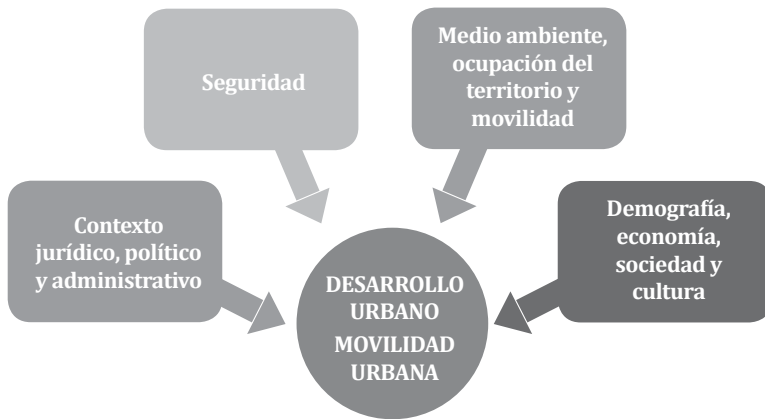 Seguridad
Medio ambiente,
ocupación del
territorio y
movilidad
Contexto
jurídico, político
y administrativo
Demografía,
economía,
sociedad y
cultura
DESARROLLO
URBANO
MOVILIDAD
URBANA